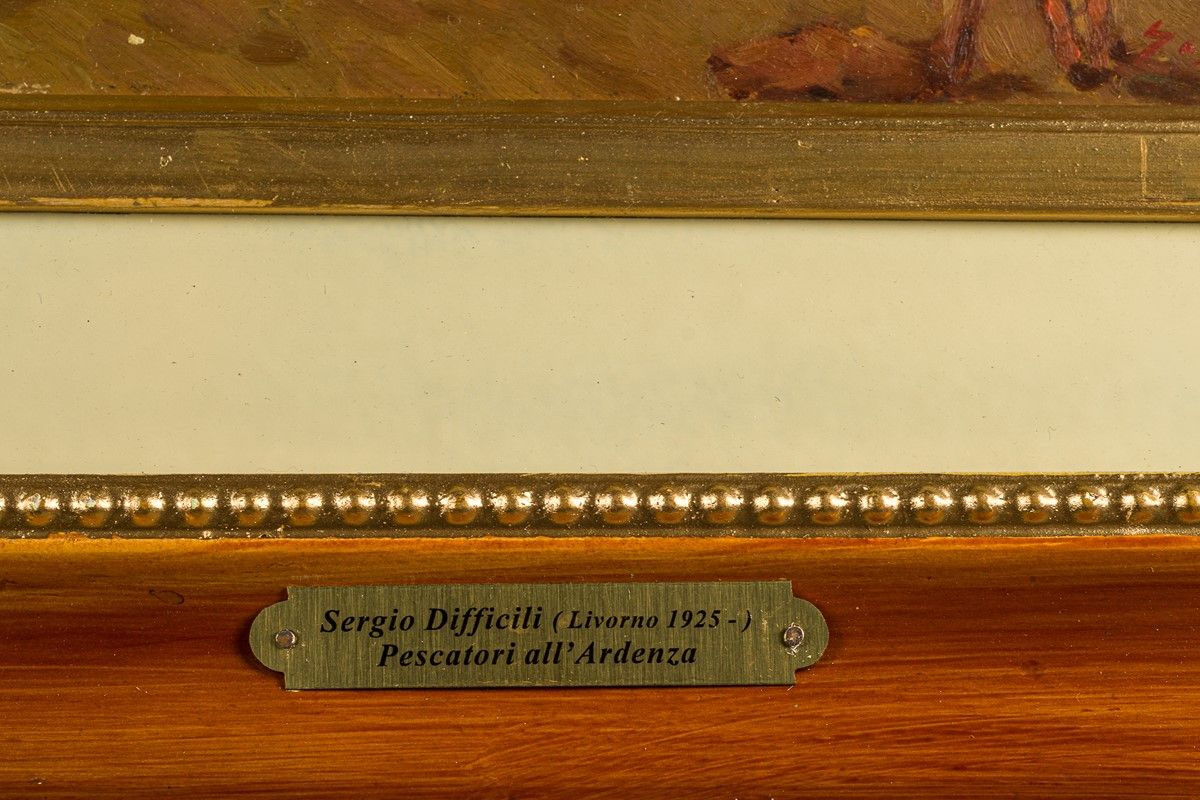 Sergio Difficili ( Livorno 1925 - )
Pescatori all’Ardenza